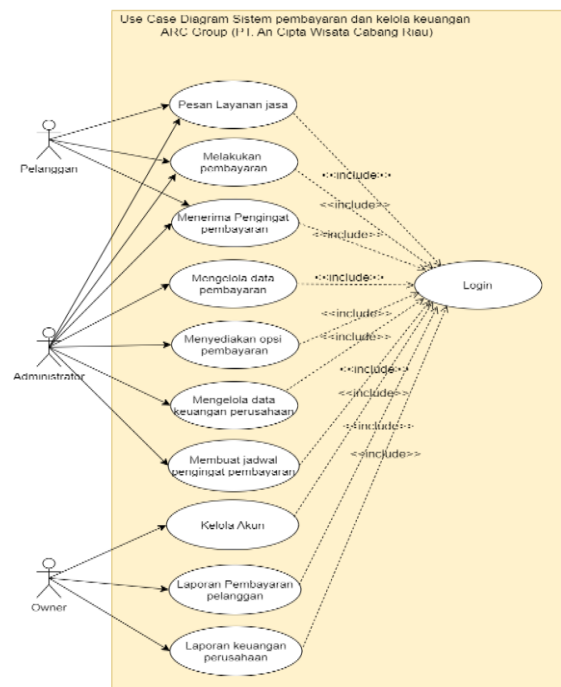 Use Case Diagram Sistem pembayaran dan kelola keuangan
ARC Group (PT. An Cipta Wisata Cabang Riau)
Pelanggan
Administrator
Owner
Pesan Layanan jasa
Melakukan
pembayaran
Menerima Pengingat
pembayaran
Mengelola data
pembayaran
Menyediakan opsi
pembayaran
Mengelola data
keuangan perusahaan
Membuat jadwal
pengingat pembayaran
Kelola Akun
Laporan Pembayaran
pelanggan
Laporan keuangan
perusahaan
<<include>>
<<include>>
<<include>>
<<include>>
<<include>>
<<include>>
<<include>>
<<include>>
<<include>>
<<include>>
Login